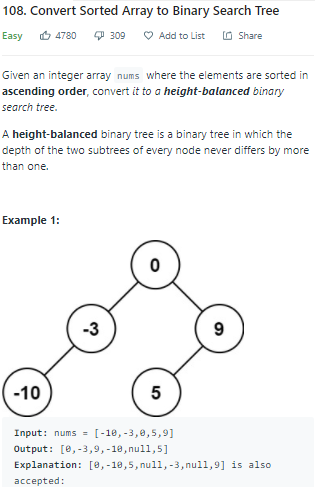 108. Convert Sorted Array to Binary Search Tree
Easy 4780 309 Add to List Share
Given an integer array nums where the elements are sorted in
ascending order, convert it to a height-balanced binary
search tree.
A height-balanced binary tree is a binary tree in which the
depth of the two subtrees of every node never differs by more
than one.
Example 1:
0
-3 9
-10 5
Input: nums = [-10,-3,0,5,9]
Output: [0,-3,9,-10,null,5]
Explanation: [0,-10,5,null,-3,null,9] is also
accepted: